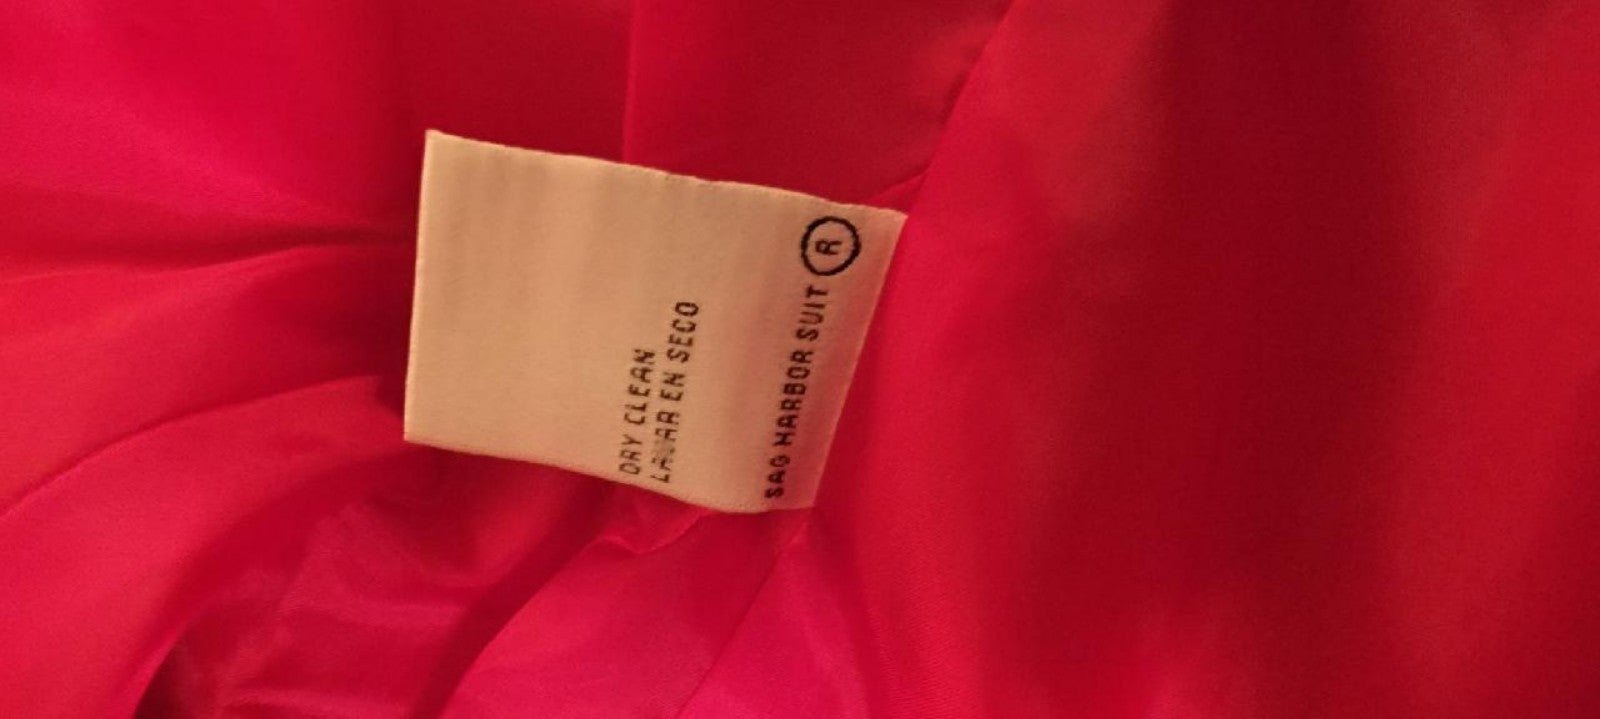 SAG HARBOR SUIT ®
DRY CLEAN
LAVAR EN SECO